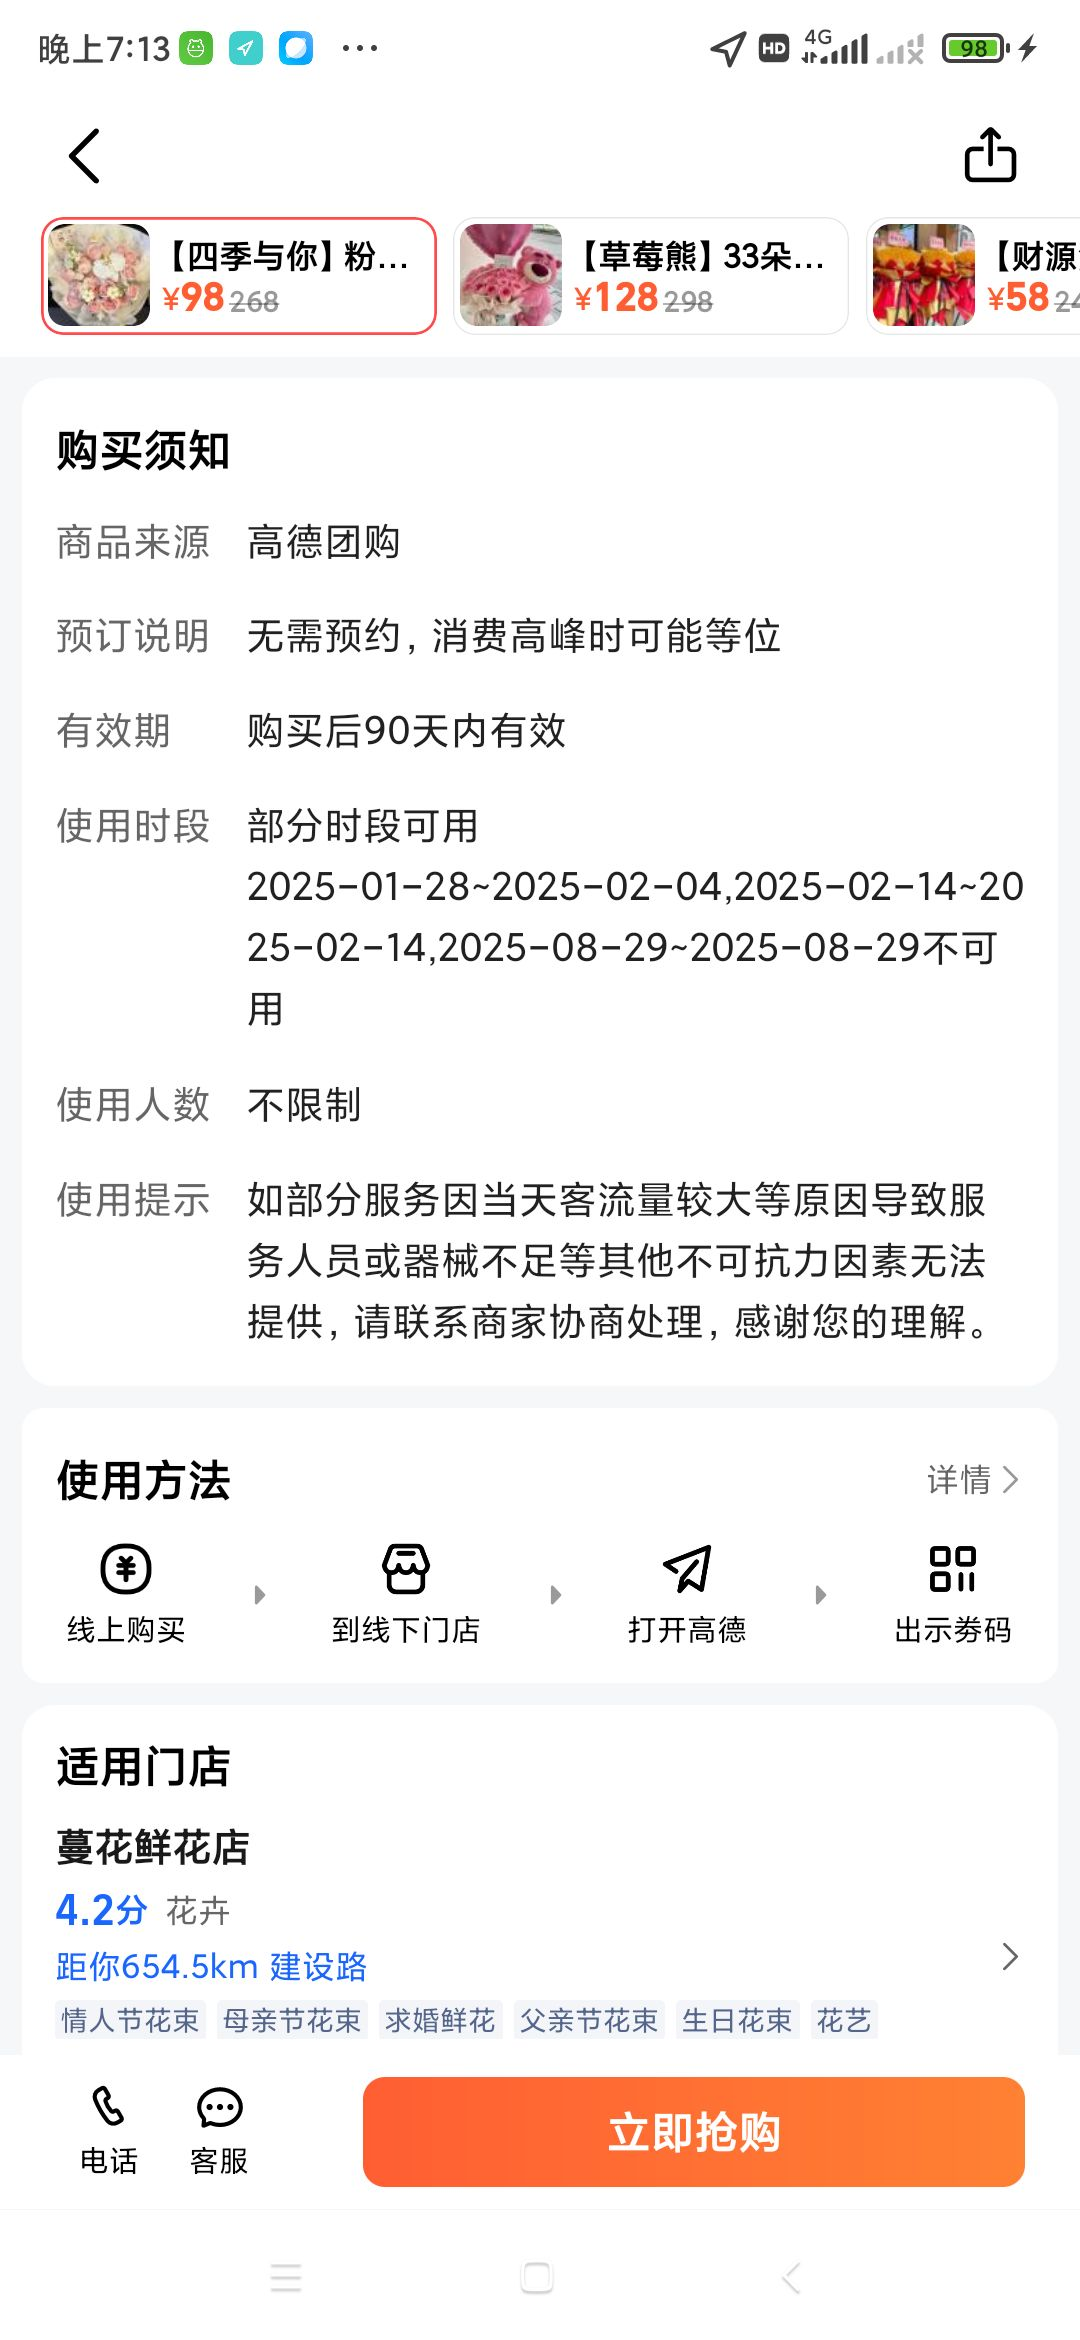 晚上7:13
HD 4G 98
【四季与你】粉...
¥98 268
【草莓熊】33朵...
¥128 298
【财源
¥58 24
购买须知
商品来源 高德团购
预订说明 无需预约，消费高峰时可能等位
有效期 购买后90天内有效
使用时段 部分时段可用
2025-01-28~2025-02-04,2025-02-14~20
25-02-14,2025-08-29~2025-08-29不可
用
使用人数 不限制
使用提示 如部分服务因当天客流量较大等原因导致服
务人员或器械不足等其他不可抗力因素无法
提供，请联系商家协商处理，感谢您的理解。
使用方法 详情
线上购买 到线下门店 打开高德 出示券码
适用门店
蔓花鲜花店
4.2分 花卉
距你654.5km 建设路
情人节花束 母亲节花束 求婚鲜花 父亲节花束 生日花束 花艺
电话 客服 立即抢购